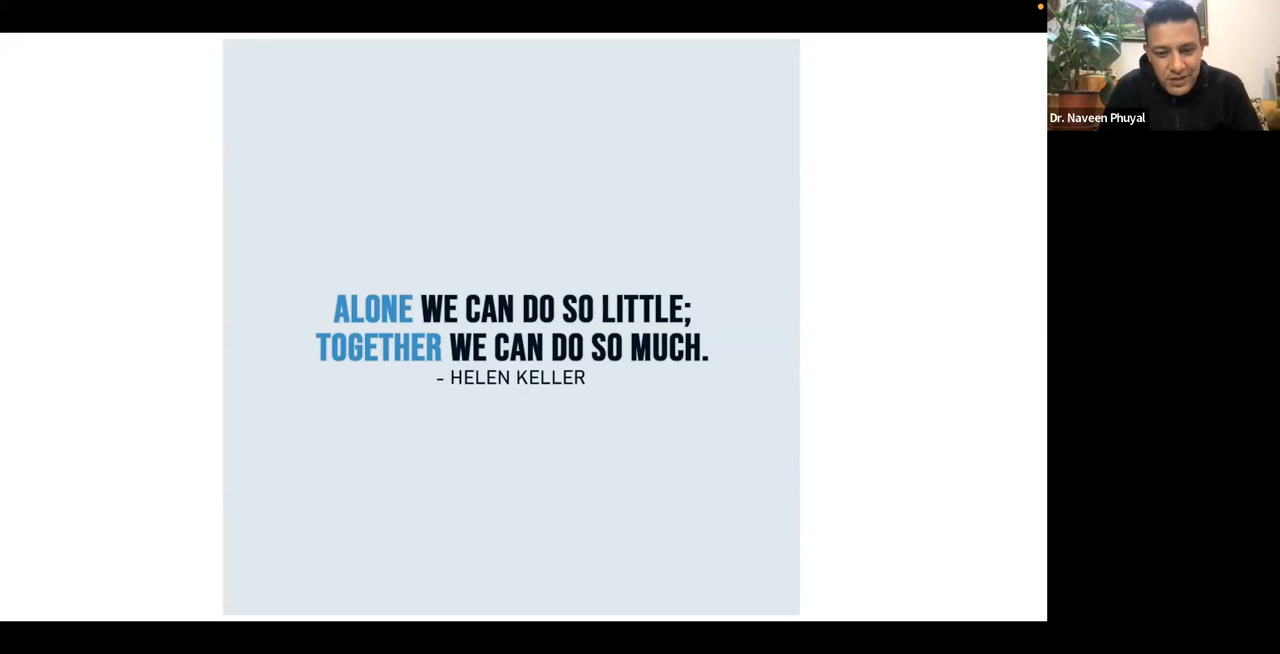 ALONE WE CAN DO SO LITTLE;
TOGETHER WE CAN DO SO MUCH.
- HELEN KELLER
Dr. Naveen Phuyal